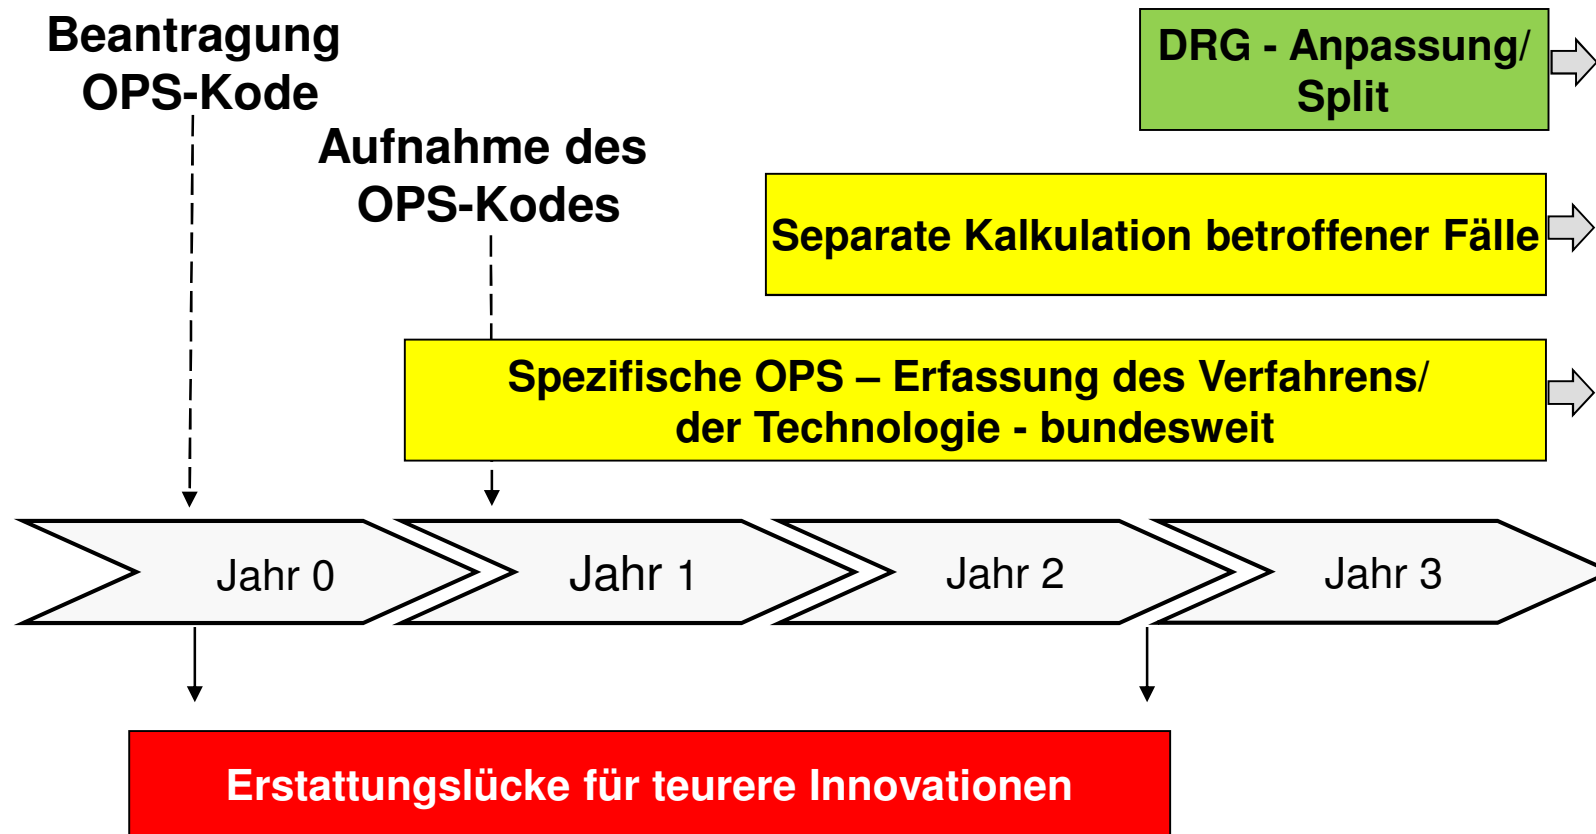 Beantragung
OPS-Kode
Aufnahme des
OPS-Kodes
DRG - Anpassung/
Split
Separate Kalkulation betroffener Fälle
Spezifische OPS – Erfassung des Verfahrens/
der Technologie - bundesweit
Jahr 0
Jahr 1
Jahr 2
Jahr 3
Erstattungslücke für teurere Innovationen